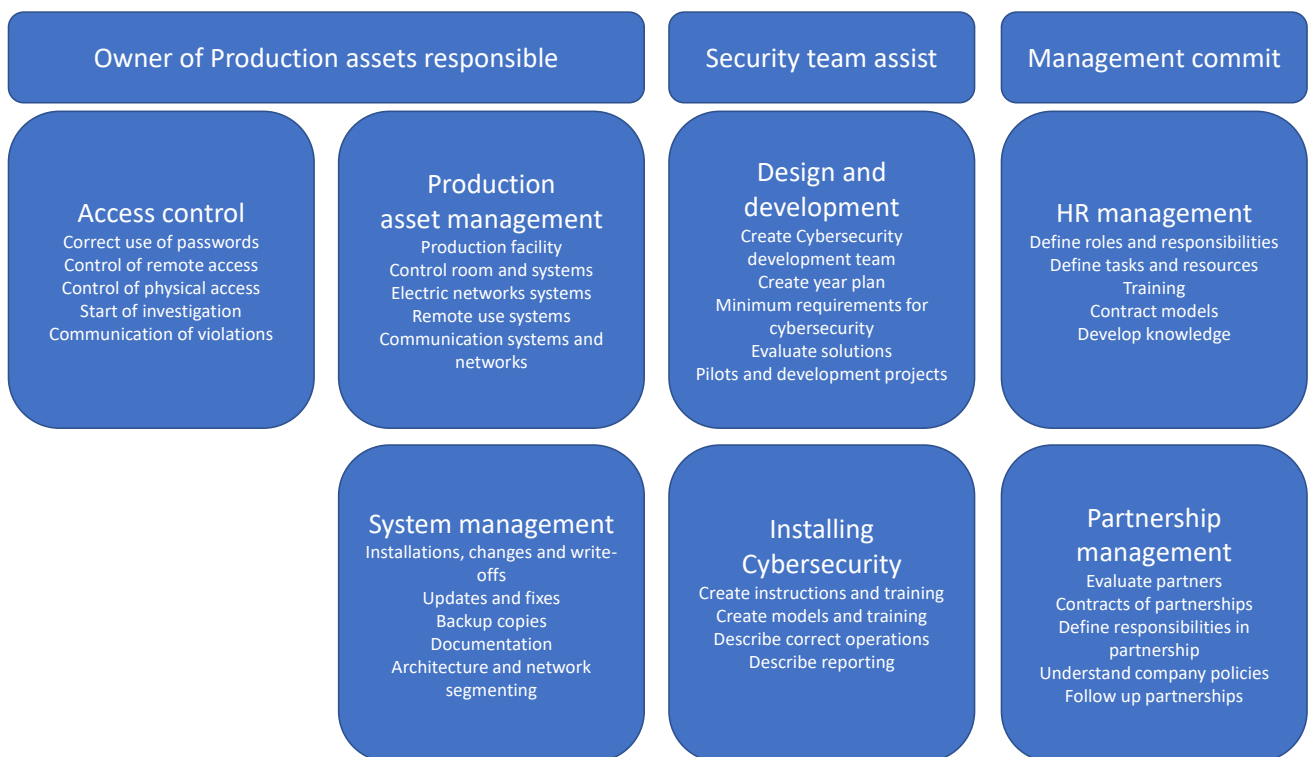 Owner of Production assets responsible
Security team assist
Management commit
Access control
Correct use of passwords
Control of remote access
Control of physical access
Start of investigation
Communication of violations
Production
asset management
Production facility
Control room and systems
Electric networks systems
Remote use systems
Communication systems and
networks
Design and
development
Create Cybersecurity
development team
Create year plan
Minimum requirements for
cybersecurity
Evaluate solutions
Pilots and development projects
HR management
Define roles and responsibilities
Define tasks and resources
Training
Contract models
Develop knowledge
System management
Installations, changes and write-
offs
Updates and fixes
Backup copies
Documentation
Architecture and network
segmenting
Installing
Cybersecurity
Create instructions and training
Create models and training
Describe correct operations
Describe reporting
Partnership
management
Evaluate partners
Contracts of partnerships
Define responsibilities in
partnership
Understand company policies
Follow up partnerships